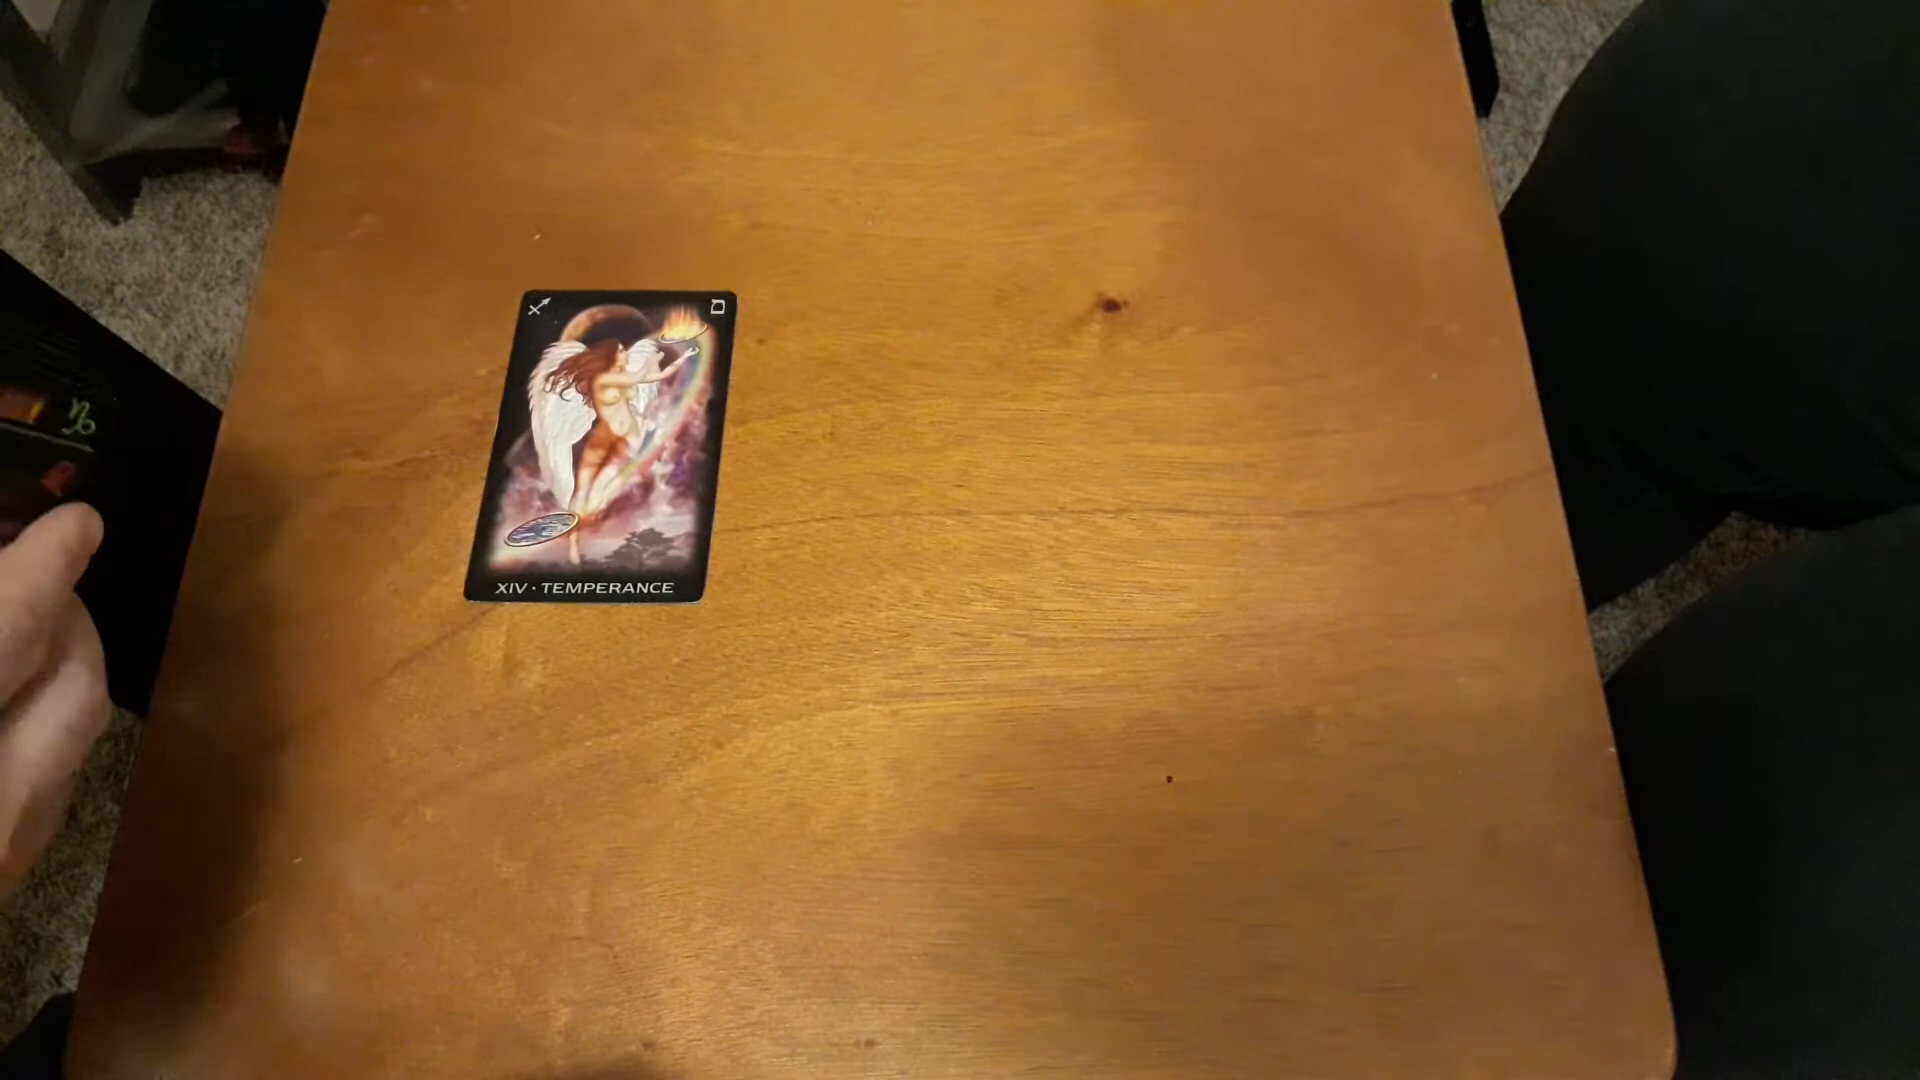 ♐ ס
♑
XIV · TEMPERANCE